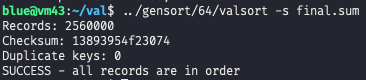 blue@vm43:~/val$ ../gensort/64/valsort -s final.sum
Records: 2560000
Checksum: 13893954f23074
Duplicate keys: 0
SUCCESS - all records are in order